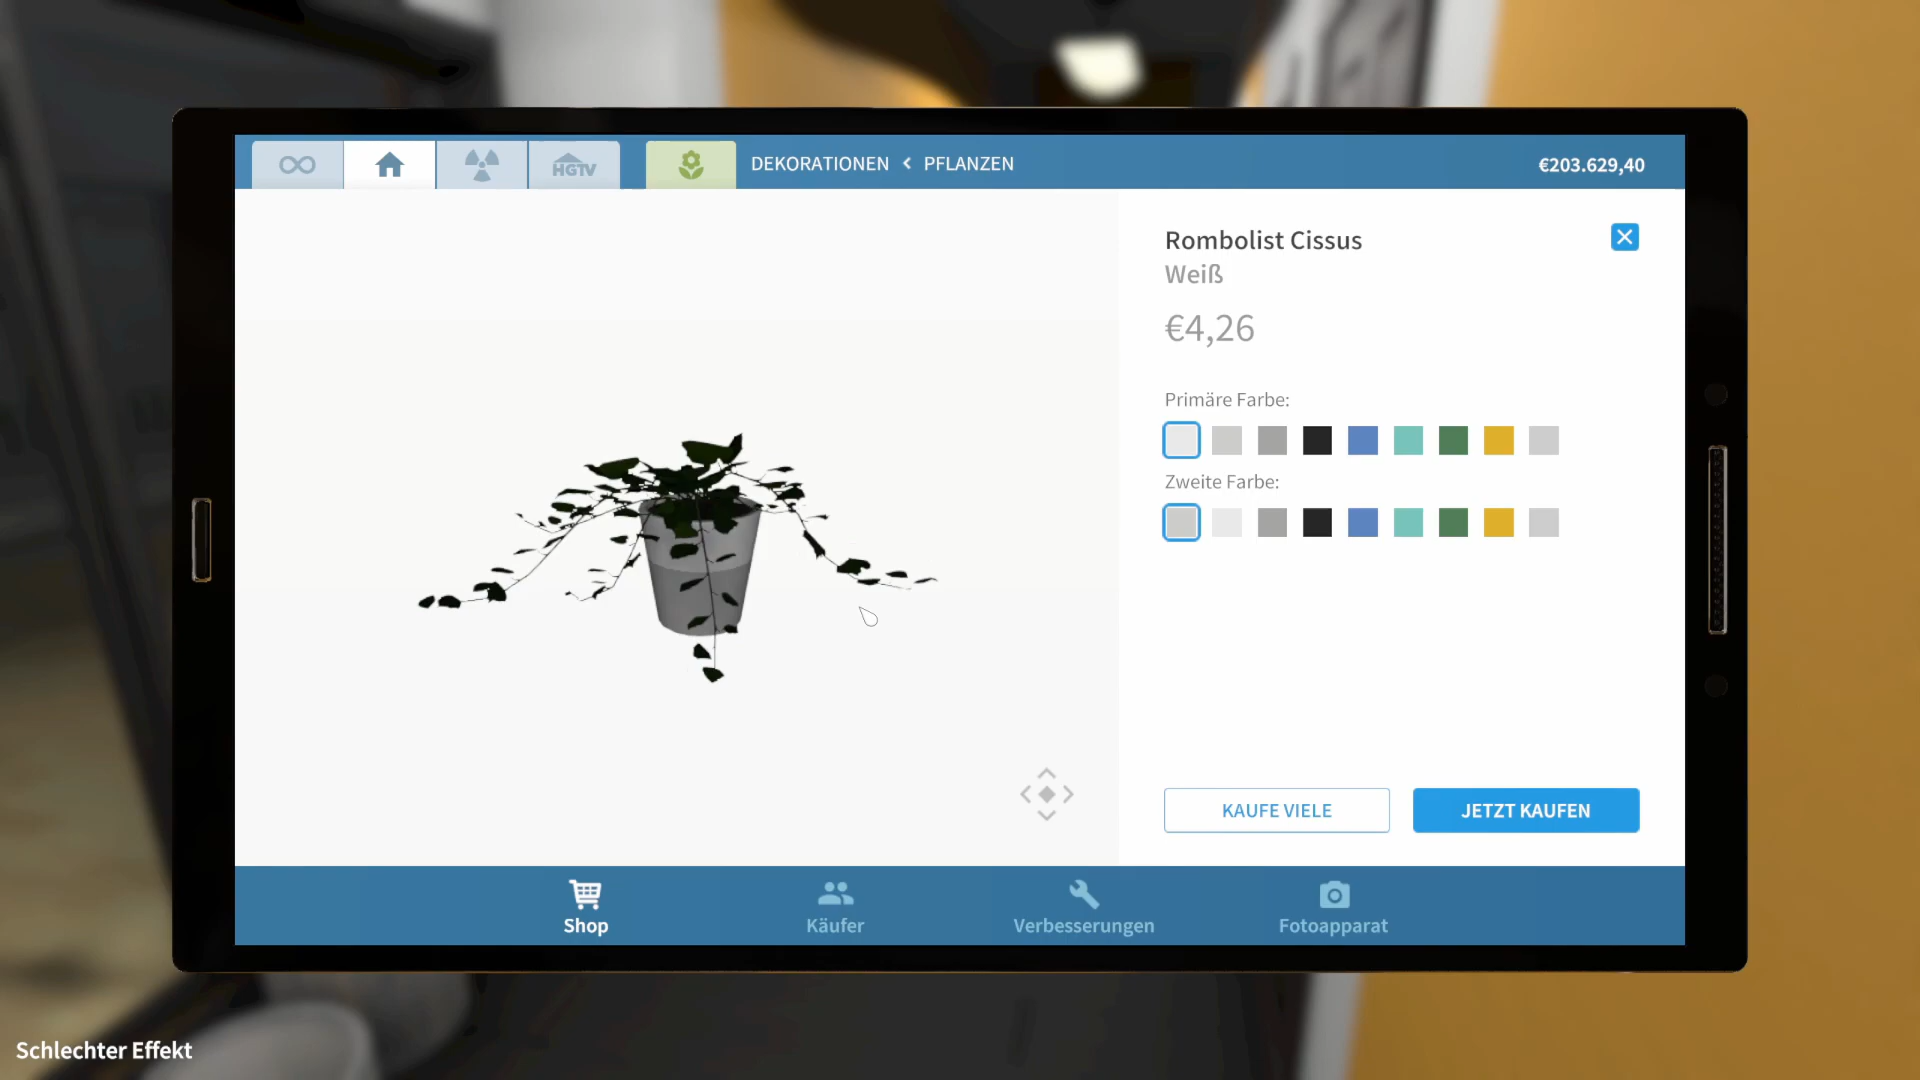 HGTV
DEKORATIONEN < PFLANZEN
€203.629,40
Rombolist Cissus
Weiß
€4,26
Primäre Farbe:
Zweite Farbe:
KAUFE VIELE
JETZT KAUFEN
Shop
Käufer
Verbesserungen
Fotoapparat
Schlechter Effekt